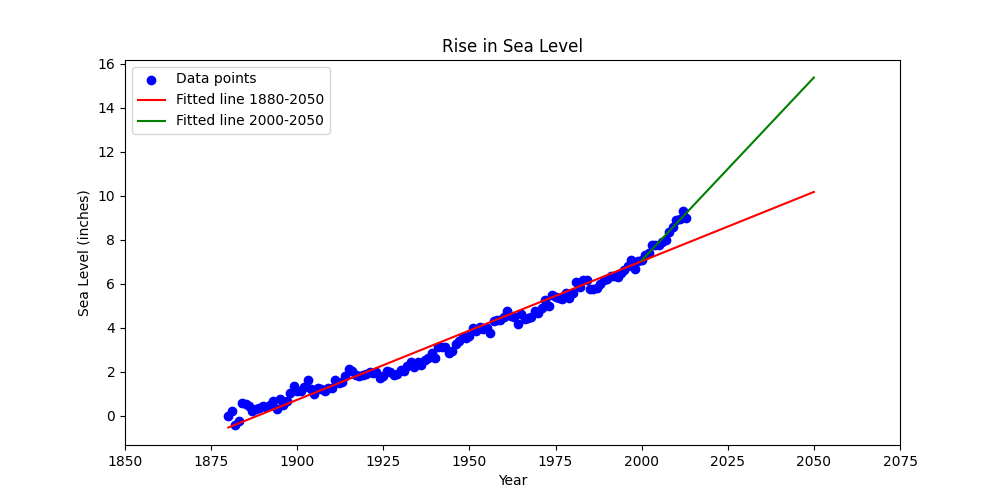 Rise in Sea Level
Data points
Fitted line 1880-2050
Fitted line 2000-2050
Sea Level (inches)
16
14
12
10
8
6
4
2
0
1850 1875 1900 1925 1950 1975 2000 2025 2050 2075
Year